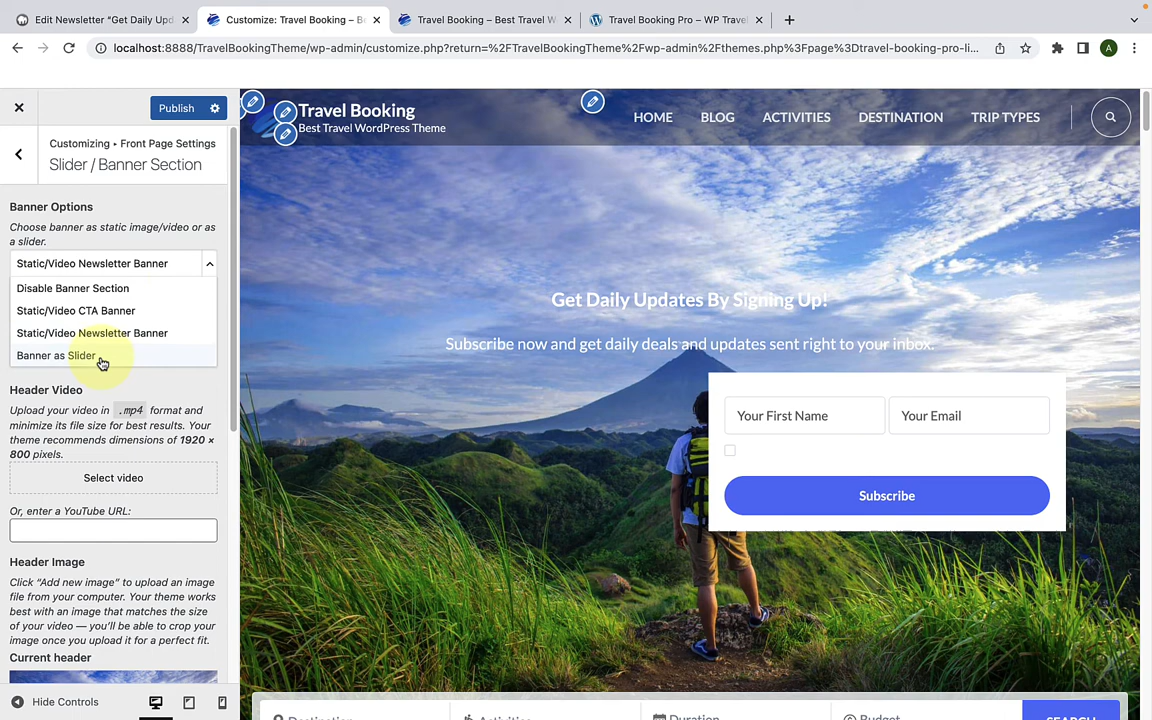 Edit Newsletter "Get Daily Upd
Customize: Travel Booking – Be
Travel Booking – Best Travel W
Travel Booking Pro – WP Trave
localhost:8888/TravelBookingTheme/wp-admin/customize.php?return=%2FTravelBookingTheme%2Fwp-admin%2Fthemes.php%3Fpage%3Dtravel-booking-pro-li...
A
Publish
Customizing ▸ Front Page Settings
Slider / Banner Section
Banner Options
Choose banner as static image/video or as
a slider.
Static/Video Newsletter Banner
Disable Banner Section
Static/Video CTA Banner
Static/Video Newsletter Banner
Banner as Slider
Header Video
Upload your video in .mp4 format and
minimize its file size for best results. Your
theme recommends dimensions of 1920 ×
800 pixels.
Select video
Or, enter a YouTube URL:
Header Image
Click "Add new image" to upload an image
file from your computer. Your theme works
best with an image that matches the size
of your video — you'll be able to crop your
image once you upload it for a perfect fit.
Current header
Hide Controls
Travel Booking
Best Travel WordPress Theme
HOME BLOG ACTIVITIES DESTINATION TRIP TYPES
Get Daily Updates By Signing Up!
Subscribe now and get daily deals and updates sent right to your inbox.
Your First Name
Your Email
Subscribe
Destination Activities Duration Budget SEARCH